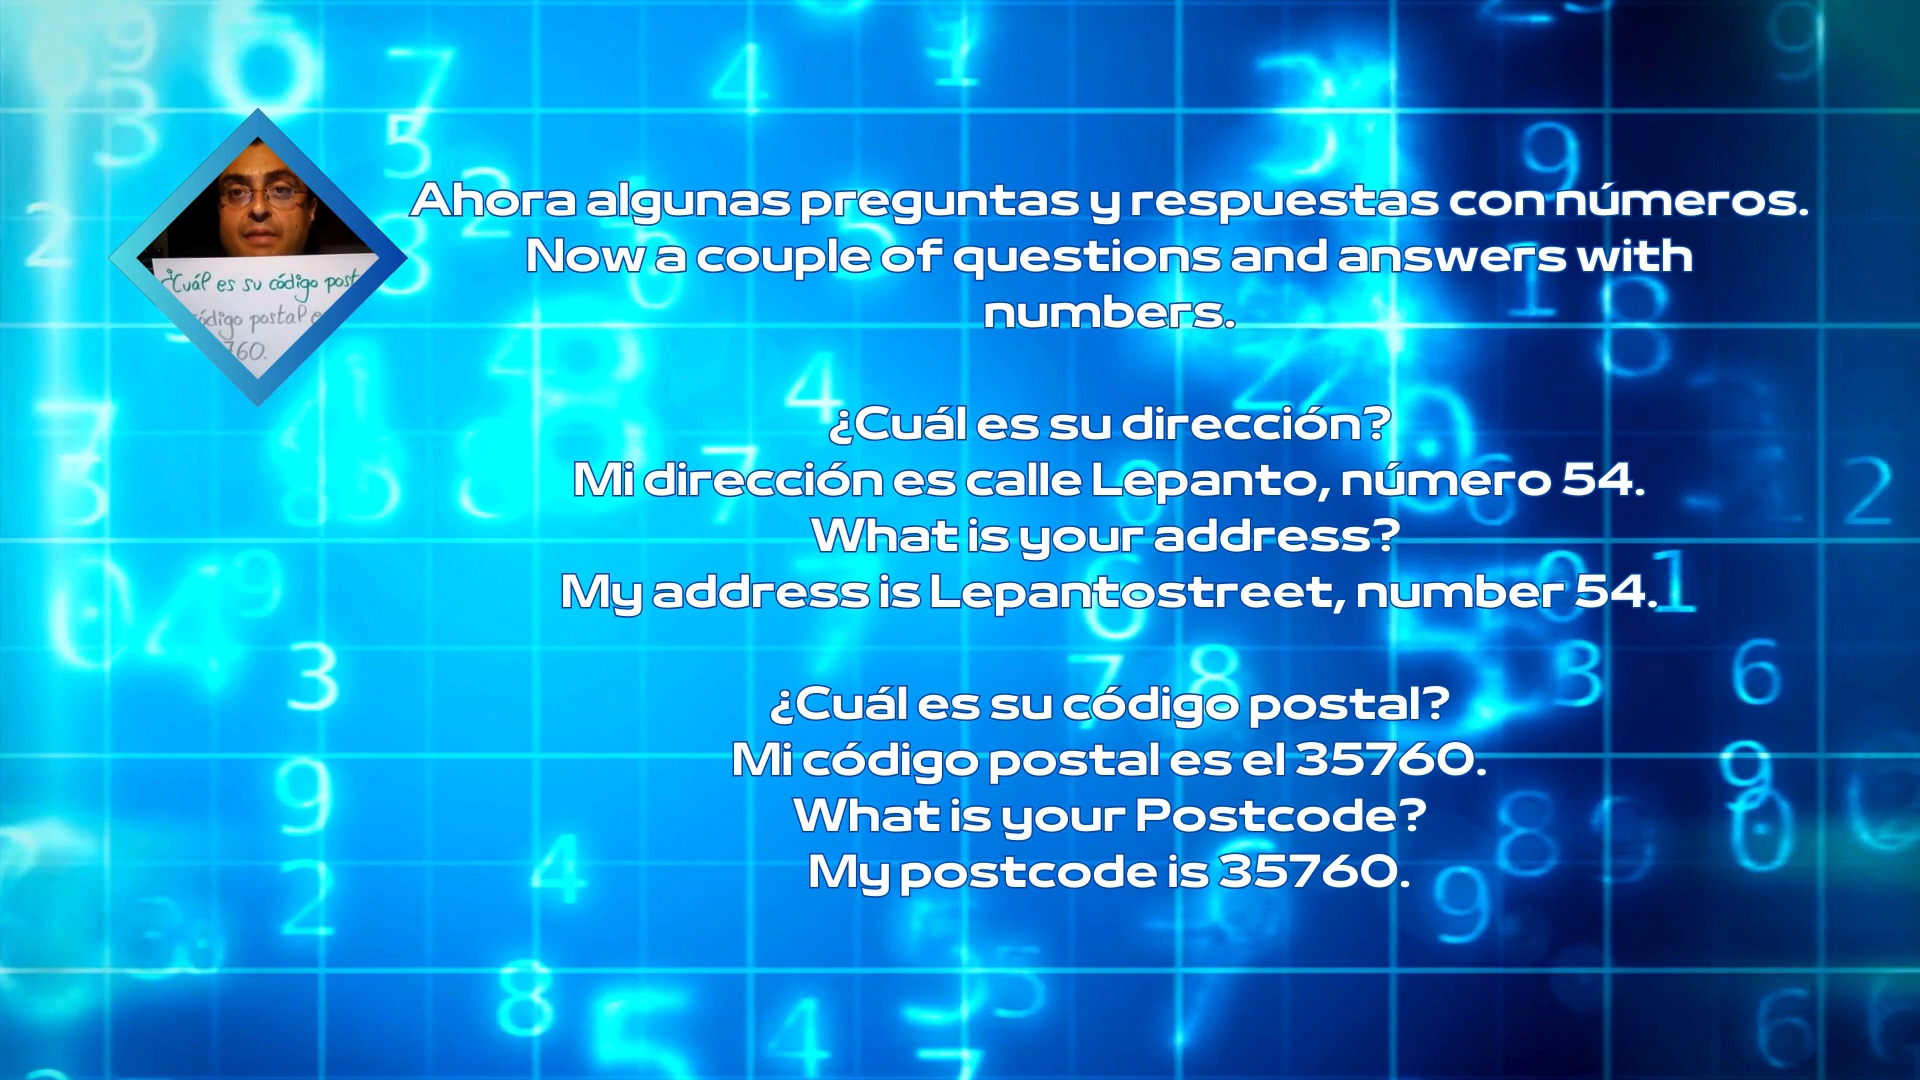 Ahora algunas preguntas y respuestas con números.
Now a couple of questions and answers with
numbers.
¿Cuál es su dirección?
Mi dirección es calle Lepanto, número 54.
What is your address?
My address is Lepantostreet, number 54.
¿Cuál es su código postal?
Mi código postal es el 35760.
What is your Postcode?
My postcode is 35760.
¿Cuál es su código post
código postal e
760.